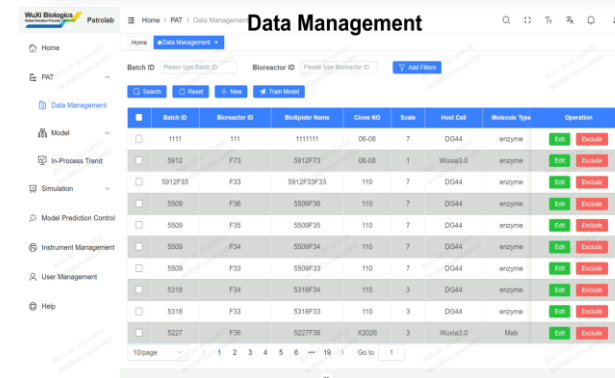 WuXi Biologics
Global Solution Provider
Patrolab
Home / PAT / Data Management
Data Management
Home
Data Management ×
Home
PAT
Data Management
Model
In-Process Trend
Simulation
Model Prediction Control
Instrument Management
User Management
Help
Batch ID Please type Batch ID Bioreactor ID Please type Bioreactor ID Add Filters
Search Reset + New Train Model
Batch ID Bioreactor ID BioSpider Name Clone NO Scale Host Cell Molecule Type Operation
1111 111 1111111 06-08 7 DG44 enzyme Edit Exclude
5912 F73 5912F73 06-08 1 Wuxia3.0 enzyme Edit Exclude
5912F33 F33 5912F33F33 110 7 DG44 enzyme Edit Exclude
5509 F36 5509F36 110 7 DG44 enzyme Edit Exclude
5509 F35 5509F35 110 7 DG44 enzyme Edit Exclude
5509 F34 5509F34 110 7 DG44 enzyme Edit Exclude
5509 F33 5509F33 110 7 DG44 enzyme Edit Exclude
5318 F34 5318F34 110 3 DG44 enzyme Edit Exclude
5318 F33 5318F33 110 3 DG44 enzyme Edit Exclude
5227 F36 5227F36 X2026 3 Wuxia3.0 Mab Edit Exclude
10/page ‹ 1 2 3 4 5 6 ••• 19 › Go to 1